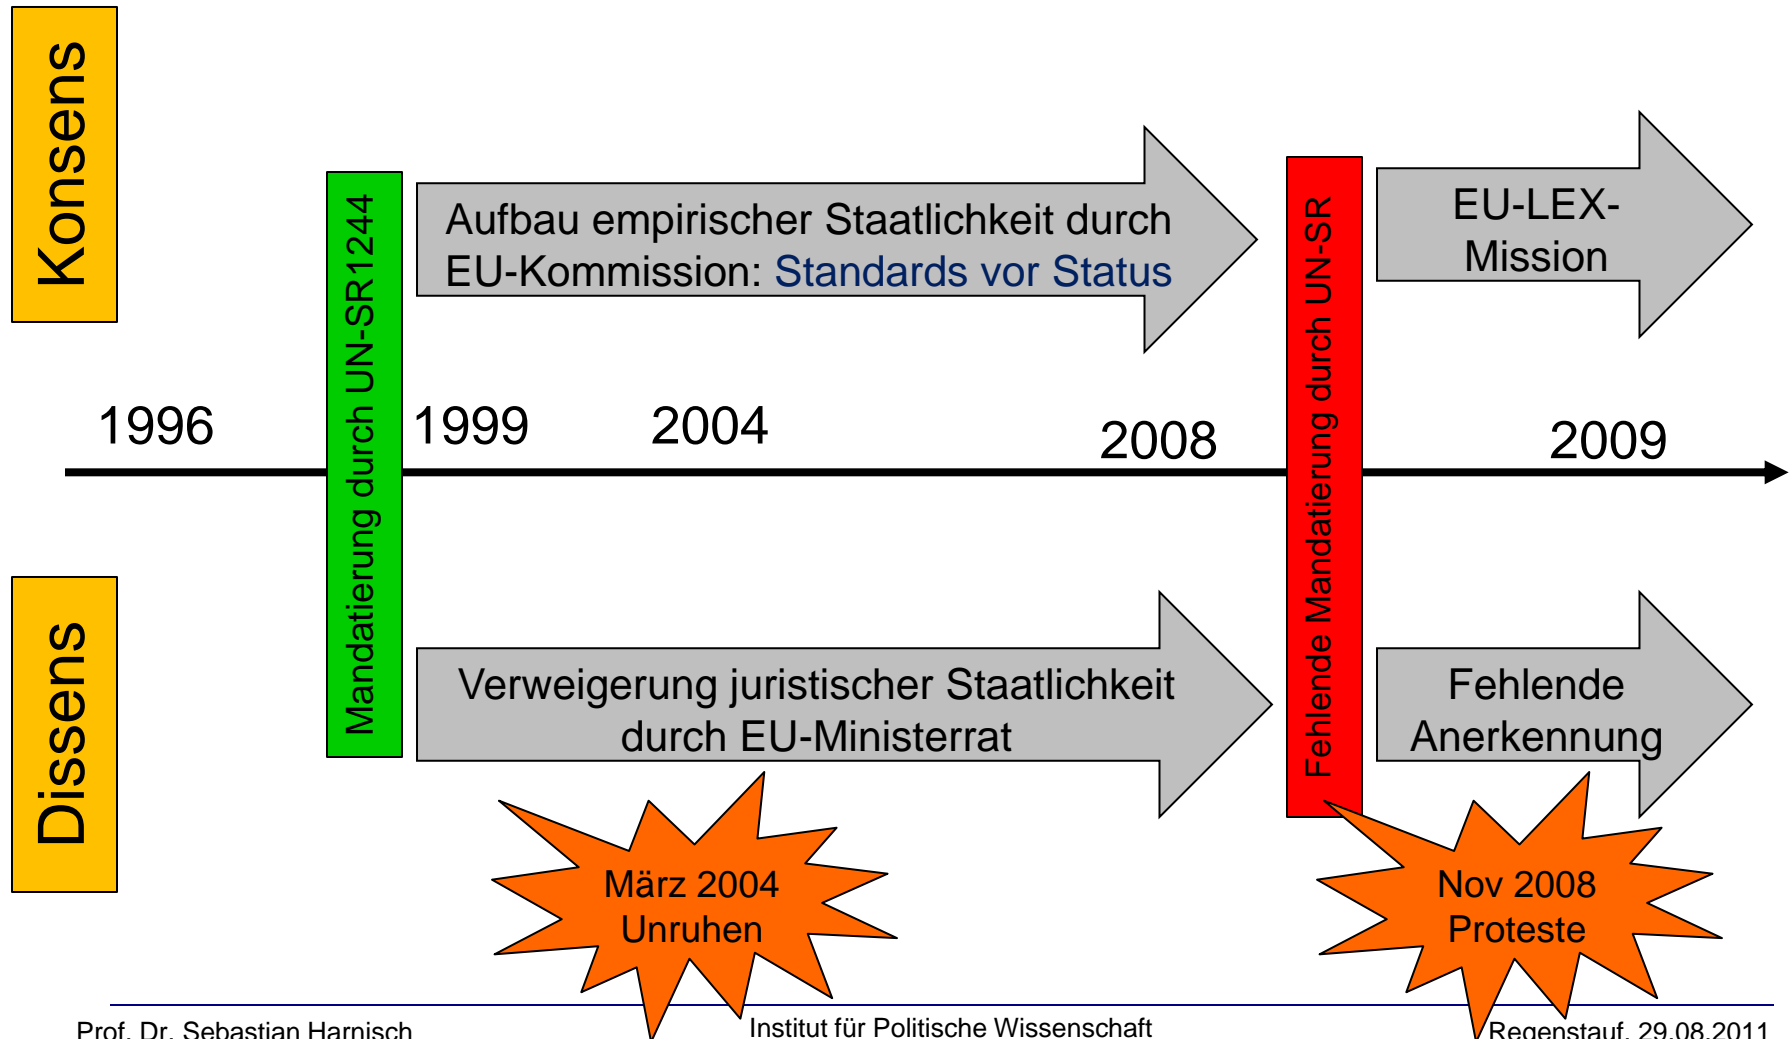 Konsens
Mandatierung durch UN-SR1244
Aufbau empirischer Staatlichkeit durch
EU-Kommission: Standards vor Status
Fehlende Mandatierung durch UN-SR
EU-LEX-
Mission
1996
1999
2004
2008
2009
Dissens
Verweigerung juristischer Staatlichkeit
durch EU-Ministerrat
Fehlende
Anerkennung
März 2004
Unruhen
Nov 2008
Proteste
Prof. Dr. Sebastian Harnisch
Institut für Politische Wissenschaft
Regenstauf, 29.08.2011